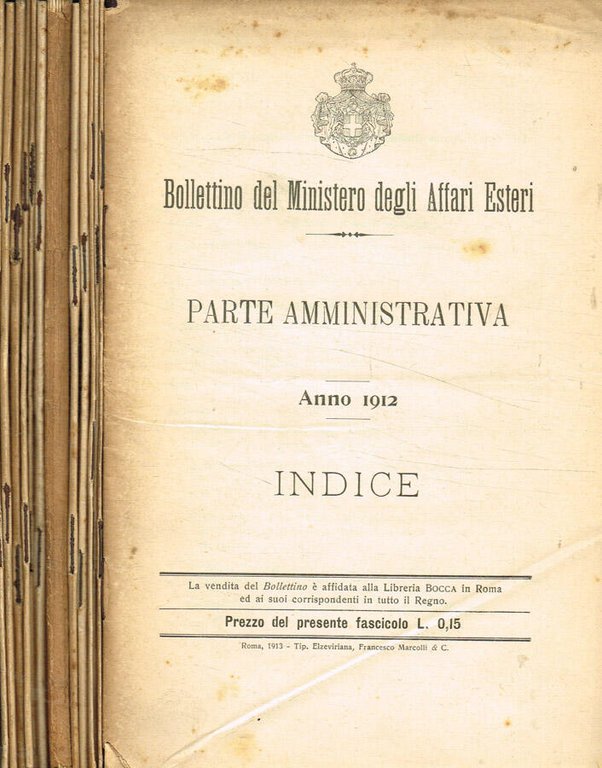 Bollettino del Ministero degli Affari Esteri
PARTE AMMINISTRATIVA
Anno 1912
INDICE
La vendita del Bollettino è affidata alla Libreria BOCCA in Roma
ed ai suoi corrispondenti in tutto il Regno.
Prezzo del presente fascicolo L. 0,15
Roma, 1913 - Tip. Elzeviriana, Francesco Marcolli & C.